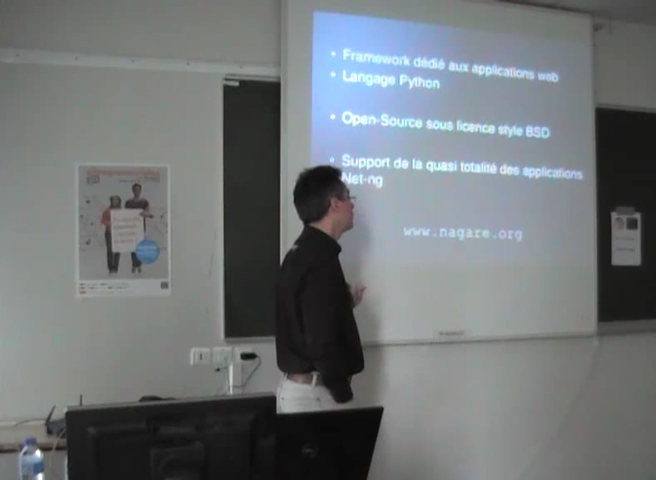 • Framework dédié aux applications web
• Langage Python
• Open-Source sous licence style BSD
• Support de la quasi totalité des applications
Net-ng
www.nagare.org